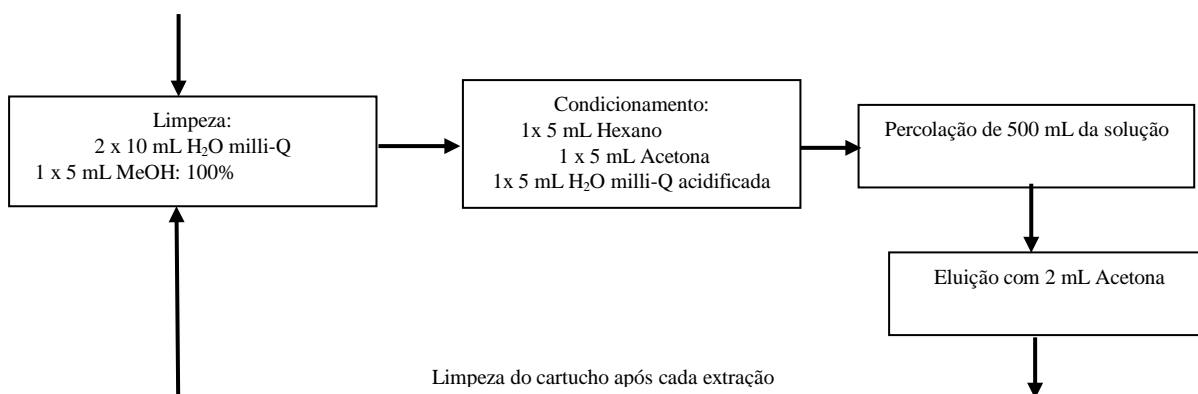 Limpeza:
2 x 10 mL H₂O milli-Q
1 x 5 mL MeOH: 100%
Condicionamento:
1x 5 mL Hexano
1 x 5 mL Acetona
1x 5 mL H₂O milli-Q acidificada
Percolação de 500 mL da solução
Eluição com 2 mL Acetona
Limpeza do cartucho após cada extração